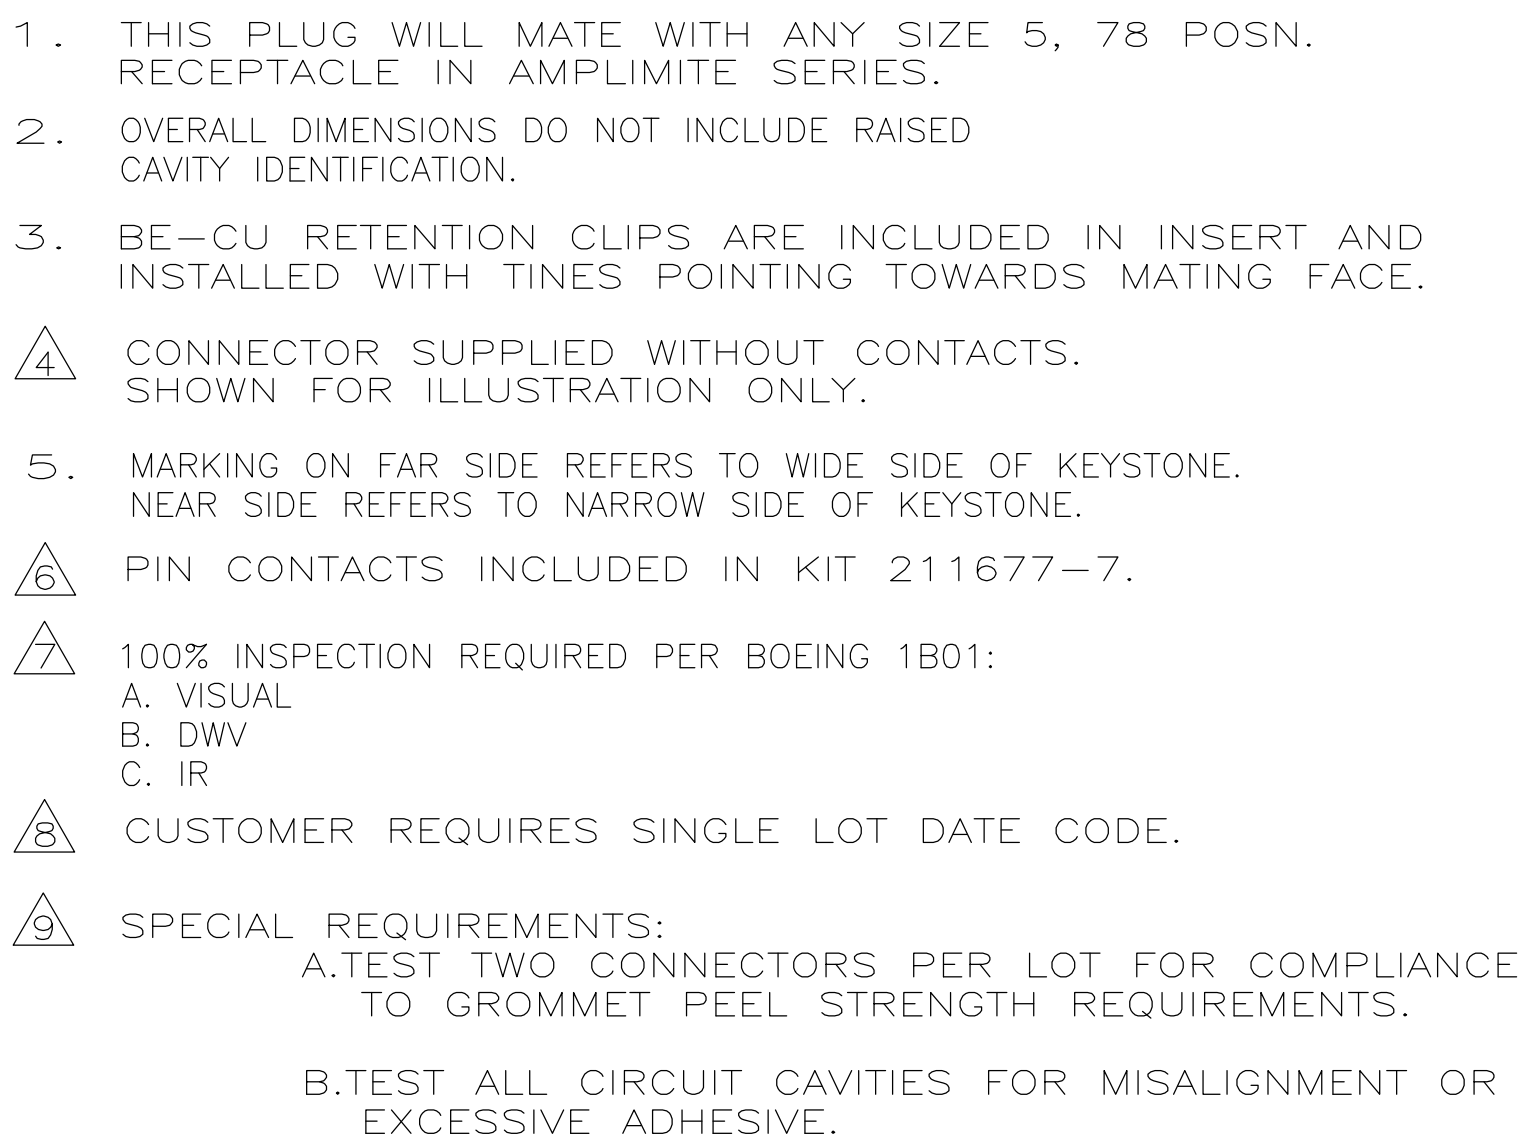 1. THIS PLUG WILL MATE WITH ANY SIZE 5, 78 POSN.
RECEPTACLE IN AMPLIMITE SERIES.
2. OVERALL DIMENSIONS DO NOT INCLUDE RAISED
CAVITY IDENTIFICATION.
3. BE-CU RETENTION CLIPS ARE INCLUDED IN INSERT AND
INSTALLED WITH TINES POINTING TOWARDS MATING FACE.
4 CONNECTOR SUPPLIED WITHOUT CONTACTS.
SHOWN FOR ILLUSTRATION ONLY.
5. MARKING ON FAR SIDE REFERS TO WIDE SIDE OF KEYSTONE.
NEAR SIDE REFERS TO NARROW SIDE OF KEYSTONE.
6 PIN CONTACTS INCLUDED IN KIT 211677-7.
7 100% INSPECTION REQUIRED PER BOEING 1B01:
A. VISUAL
B. DWV
C. IR
8 CUSTOMER REQUIRES SINGLE LOT DATE CODE.
9 SPECIAL REQUIREMENTS:
A.TEST TWO CONNECTORS PER LOT FOR COMPLIANCE
TO GROMMET PEEL STRENGTH REQUIREMENTS.
B.TEST ALL CIRCUIT CAVITIES FOR MISALIGNMENT OR
EXCESSIVE ADHESIVE.